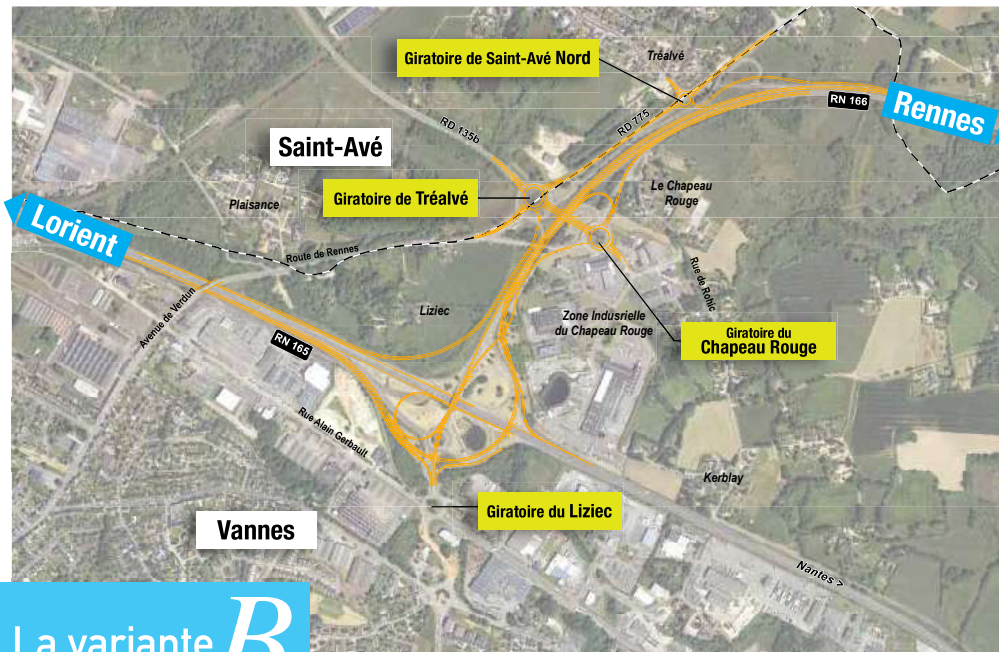 Giratoire de Saint-Avé Nord
Tréalvé
RN 166
Rennes
RD 135b
RD 775
Saint-Avé
Giratoire de Tréalvé
Le Chapeau
Rouge
Plaisance
Lorient
Route de Rennes
Rue de Rohic
Avenue de Verdun
Liziec
Zone Indusrielle
du Chapeau Rouge
RN 165
Giratoire du
Chapeau Rouge
Rue Alain Gerbault
Kerblay
Giratoire du Liziec
Vannes
Nantes >
La variante B